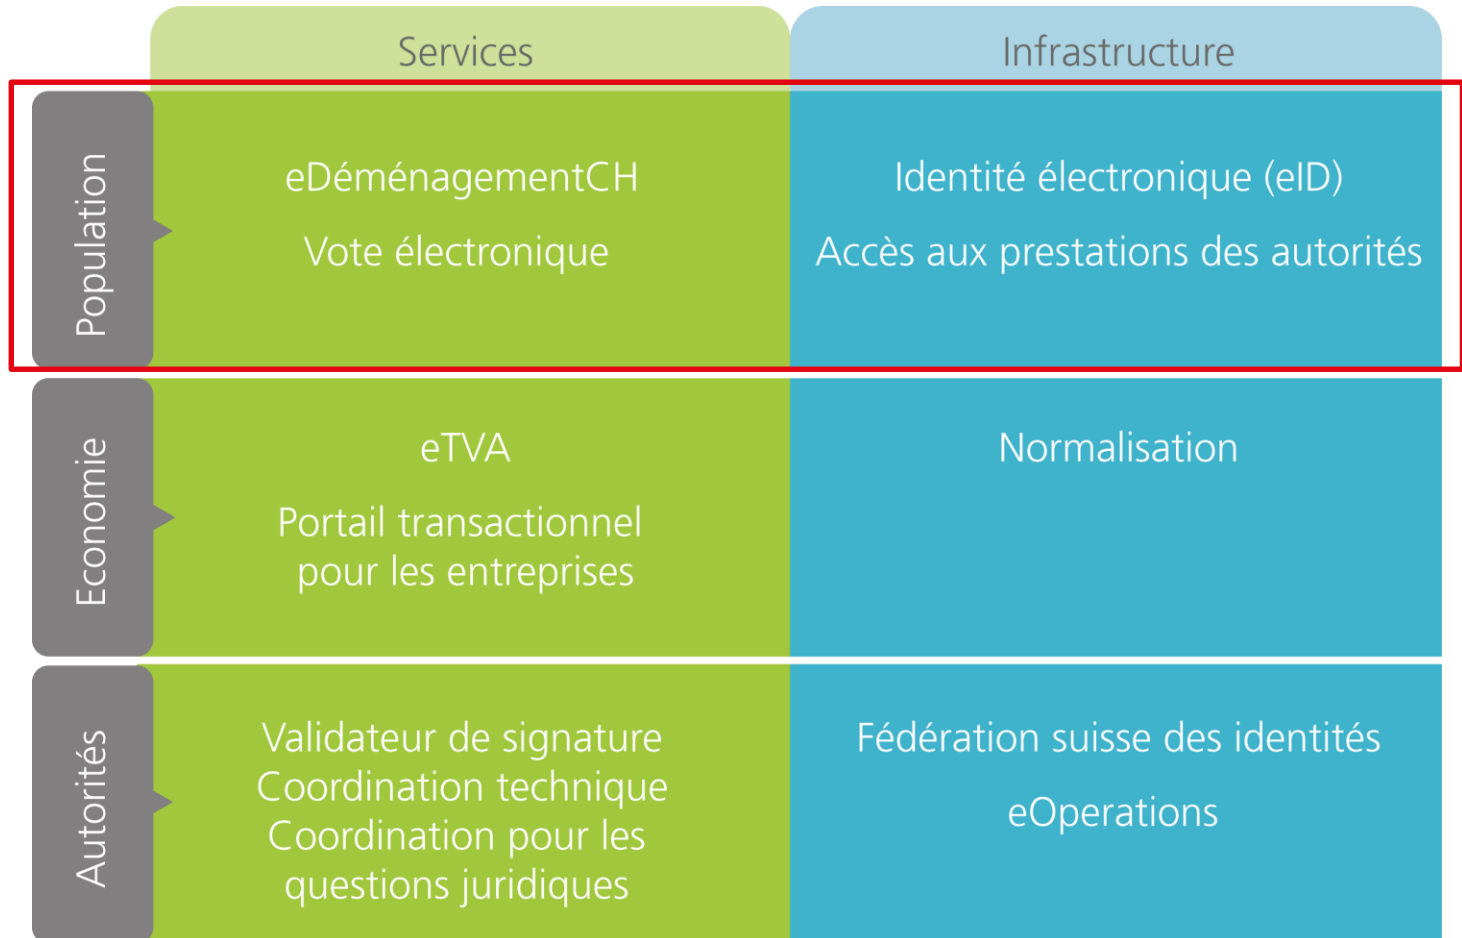 Services
Infrastructure
Population
eDéménagementCH
Vote électronique
Identité électronique (eID)
Accès aux prestations des autorités
Economie
eTVA
Portail transactionnel
pour les entreprises
Normalisation
Autorités
Validateur de signature
Coordination technique
Coordination pour les
questions juridiques
Fédération suisse des identités
eOperations